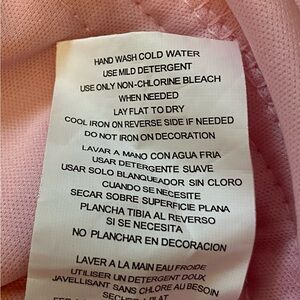 HAND WASH COLD WATER
USE MILD DETERGENT
USE ONLY NON-CHLORINE BLEACH
WHEN NEEDED
LAY FLAT TO DRY
COOL IRON ON REVERSE SIDE IF NEEDED
DO NOT IRON ON DECORATION
LAVAR A MANO CON AGUA FRIA
USAR DETERGENTE SUAVE
USAR SOLO BLANQUEADOR SIN CLORO
CUANDO SE NECESITE
SECAR SOBRE SUPERFICIE PLANA
PLANCHA TIBIA AL REVERSO
SI SE NECESITA
NO PLANCHAR EN DECORACION
LAVER A LA MAIN EAU FROIDE
UTILISER UN DÉTERGENT DOUX
JAVELLISANT SANS CHLORE AU BESOIN
SECHER A PLAT